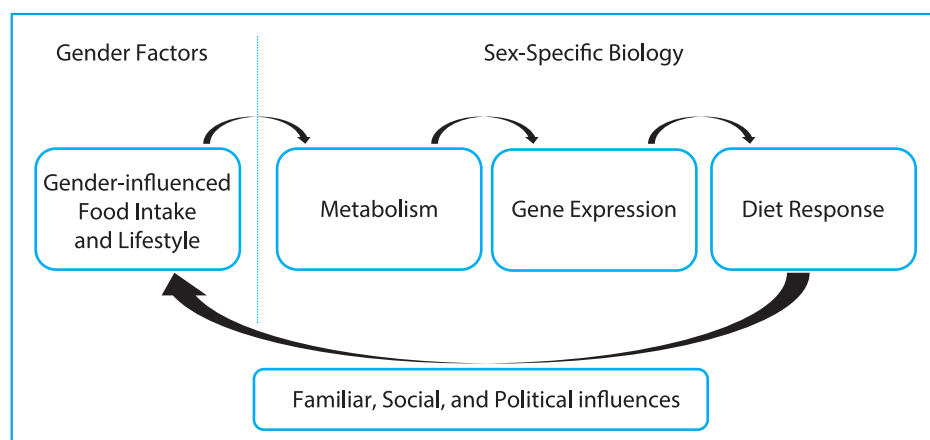 Gender Factors
Sex-Specific Biology
Gender-influenced
Food Intake
and Lifestyle
Metabolism
Gene Expression
Diet Response
Familiar, Social, and Political influences